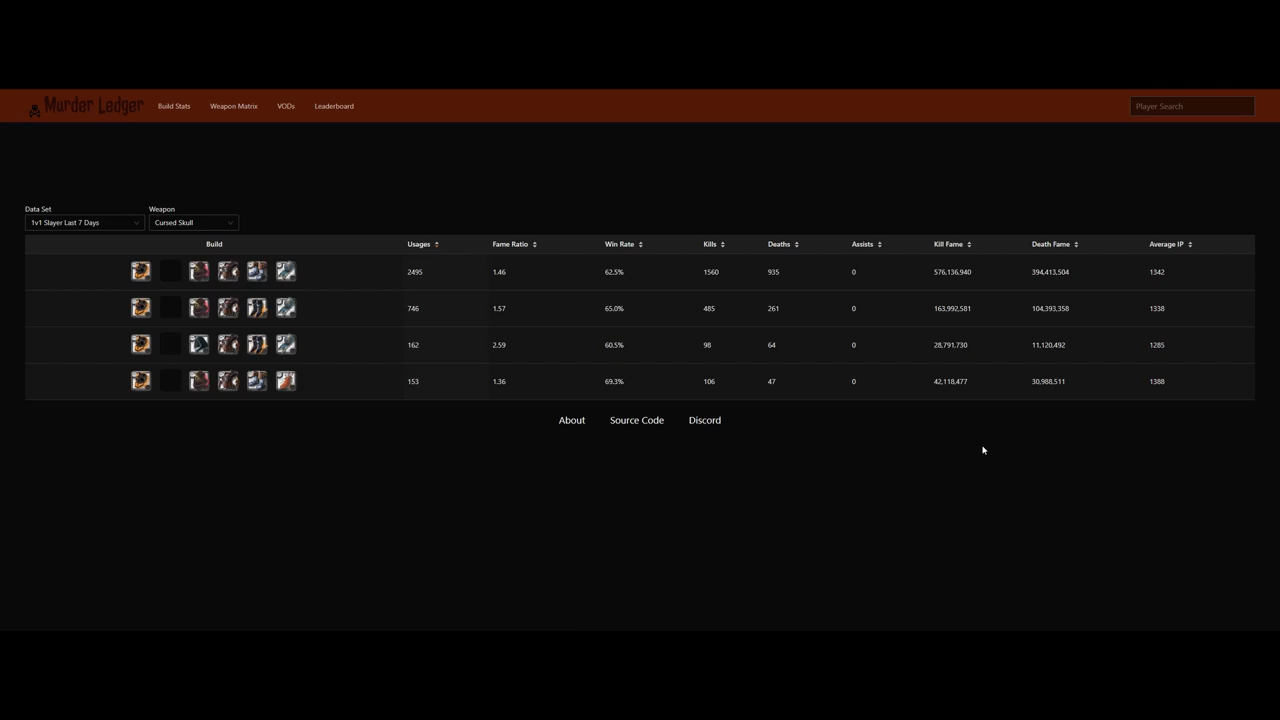 Murder Ledger Build Stats Weapon Matrix VODs Leaderboard Player Search
Data Set Weapon
1v1 Slayer Last 7 Days Cursed Skull
Build Usages Fame Ratio Win Rate Kills Deaths Assists Kill Fame Death Fame Average IP
2495 1.46 62.5% 1560 935 0 576,136,940 394,413,504 1342
746 1.57 65.0% 485 261 0 163,992,581 104,393,358 1338
162 2.59 60.5% 98 64 0 28,791,730 11,120,492 1285
153 1.36 69.3% 106 47 0 42,118,477 30,988,511 1388
About Source Code Discord